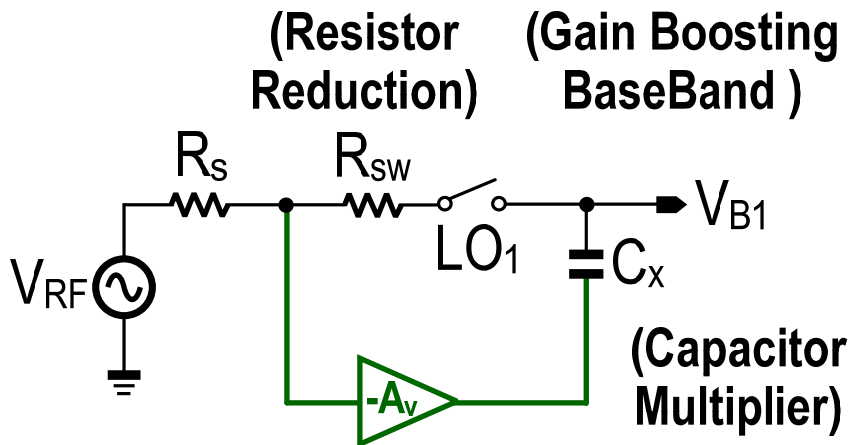 (Resistor
Reduction)
(Gain Boosting
BaseBand )
Rs
Rsw
VRF
LO1
VB1
Cx
-Av
(Capacitor
Multiplier)